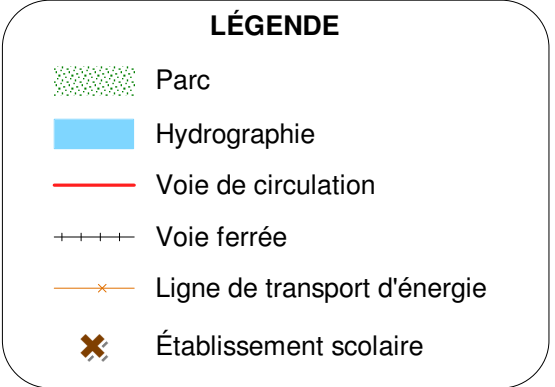 LÉGENDE
Parc
Hydrographie
Voie de circulation
Voie ferrée
Ligne de transport d'énergie
Établissement scolaire